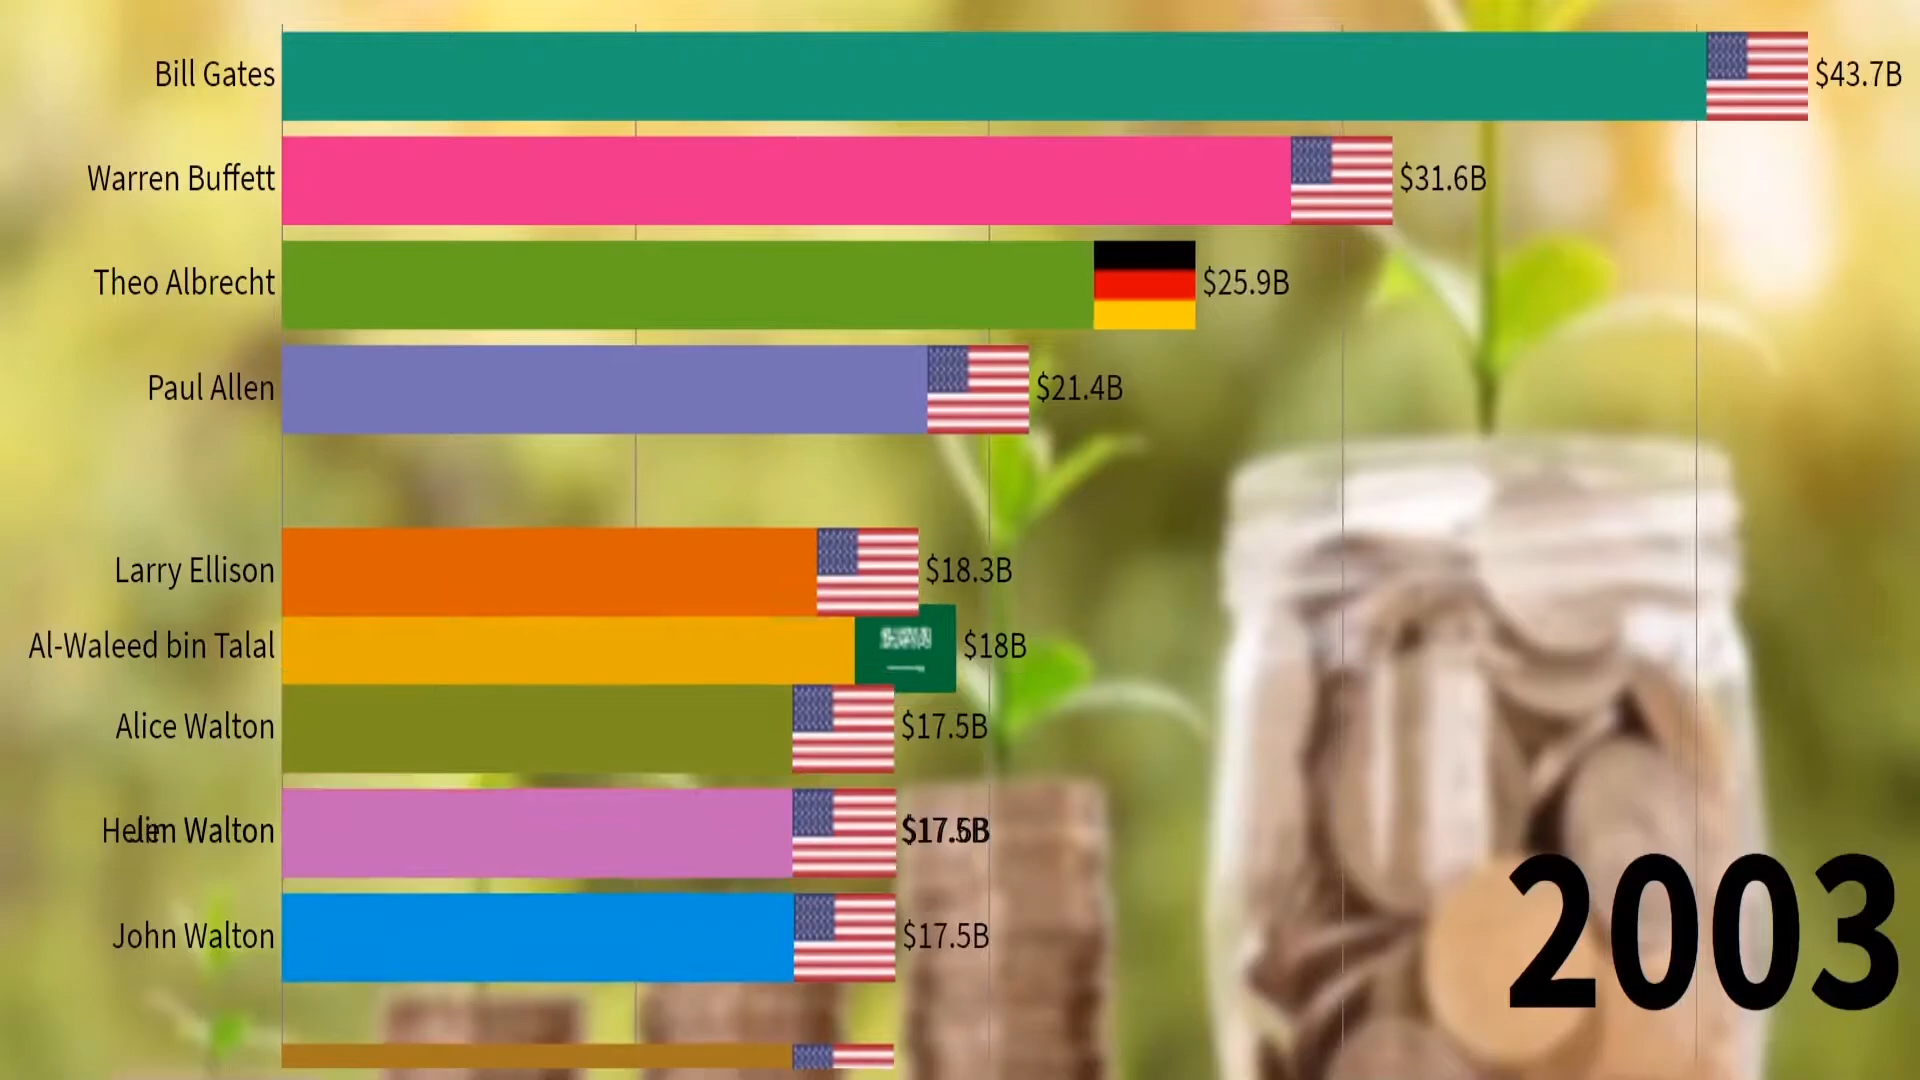 Bill Gates $43.7B
Warren Buffett $31.6B
Theo Albrecht $25.9B
Paul Allen $21.4B
Larry Ellison $18.3B
Al-Waleed bin Talal $18B
Alice Walton $17.5B
Walton
John Walton $17.5B
2003